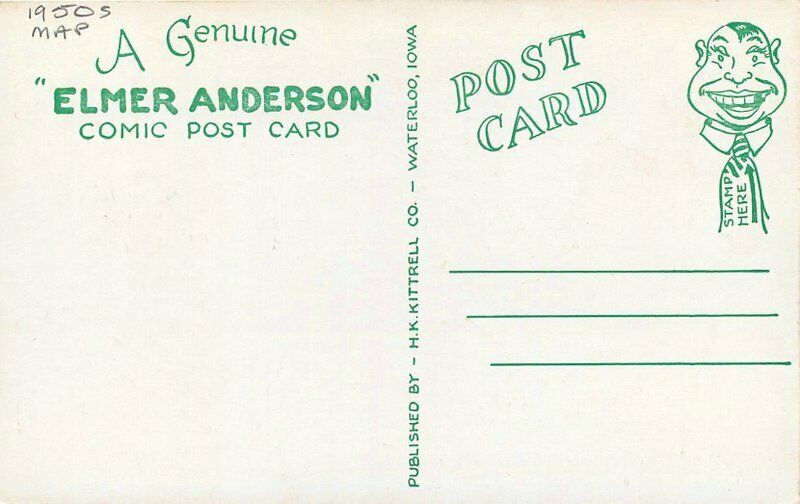 1950s
MAP
A Genuine
"ELMER ANDERSON"
COMIC POST CARD
PUBLISHED BY - H.K.KITTRELL CO. - WATERLOO, IOWA
POST
CARD
STAMP
HERE